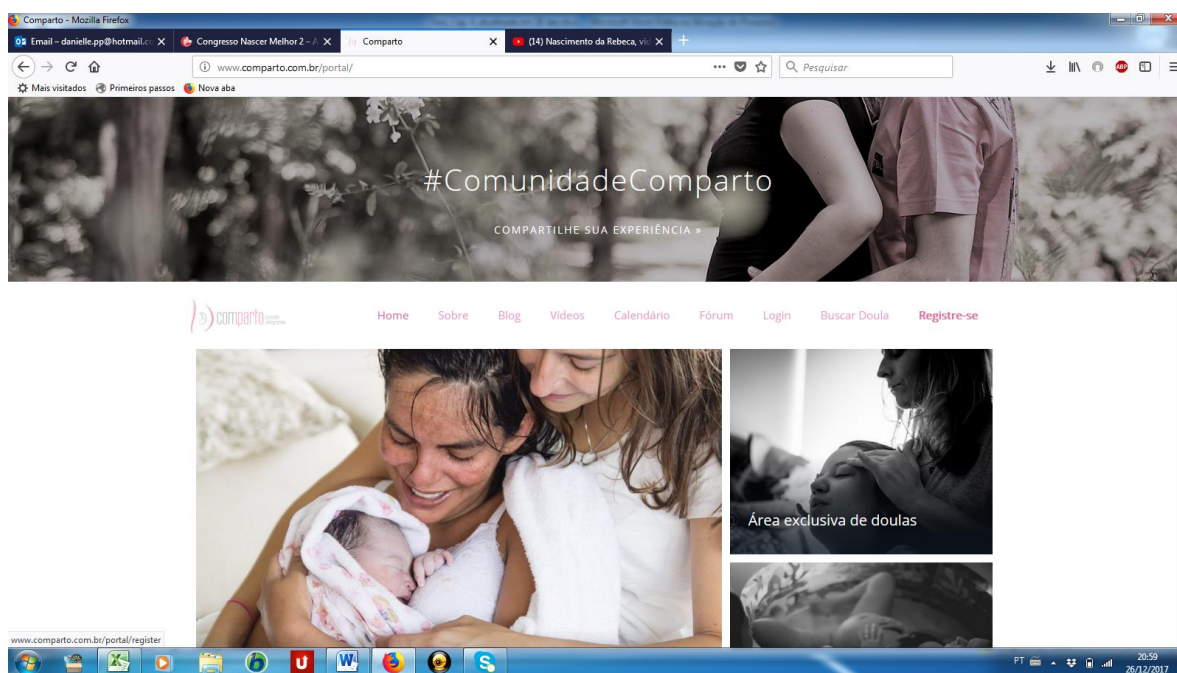 Comparto - Mozilla Firefox
Email – danielle.pp@hotmail.c
Congresso Nascer Melhor 2 – A
Comparto
(14) Nascimento da Rebeca, víd
www.comparto.com.br/portal/
Pesquisar
ABP
Mais visitados
Primeiros passos
Nova aba
#ComunidadeComparto
COMPARTILHE SUA EXPERIÊNCIA »
comparto
Home
Sobre
Blog
Vídeos
Calendário
Fórum
Login
Buscar Doula
Registre-se
Área exclusiva de doulas
www.comparto.com.br/portal/register
PT
20:59
26/12/2017